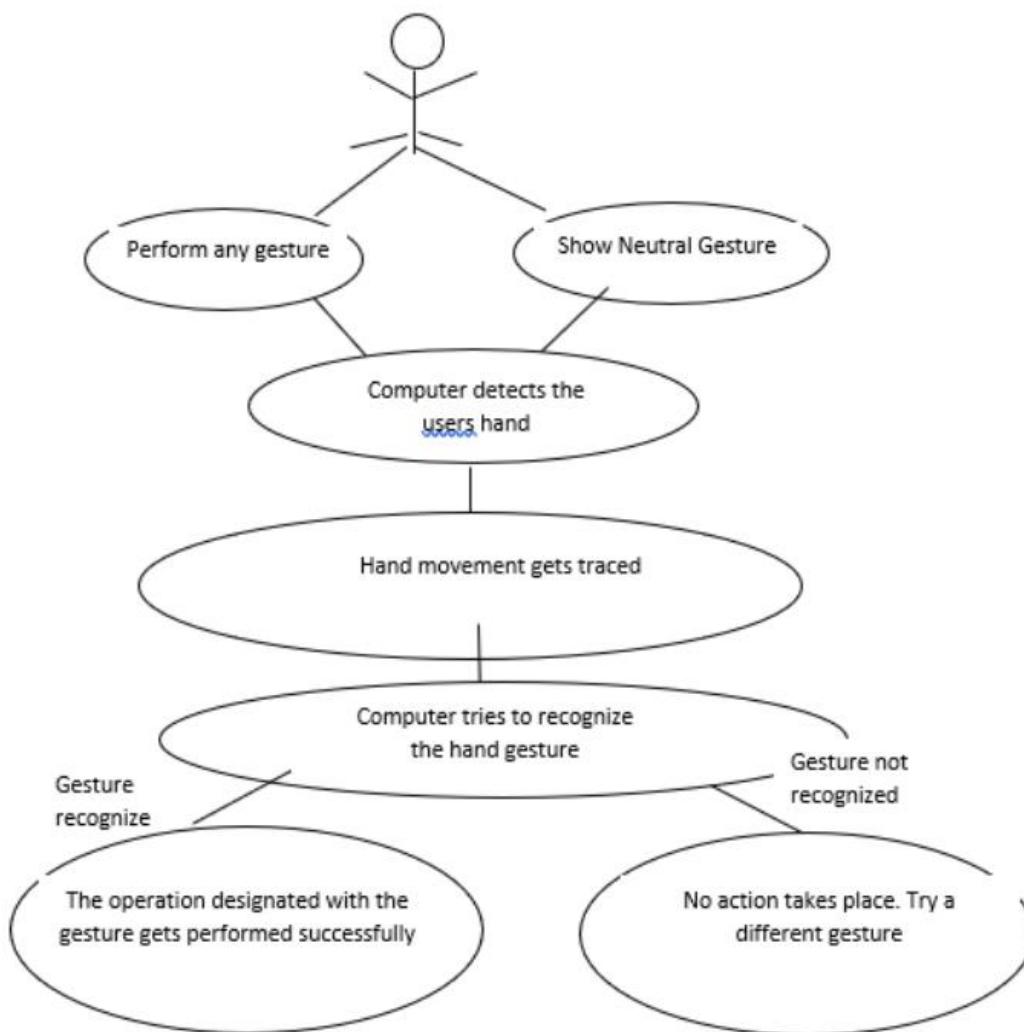 Perform any gesture
Show Neutral Gesture
Computer detects the
users hand
Hand movement gets traced
Computer tries to recognize
the hand gesture
Gesture
recognize
Gesture not
recognized
The operation designated with the
gesture gets performed successfully
No action takes place. Try a
different gesture